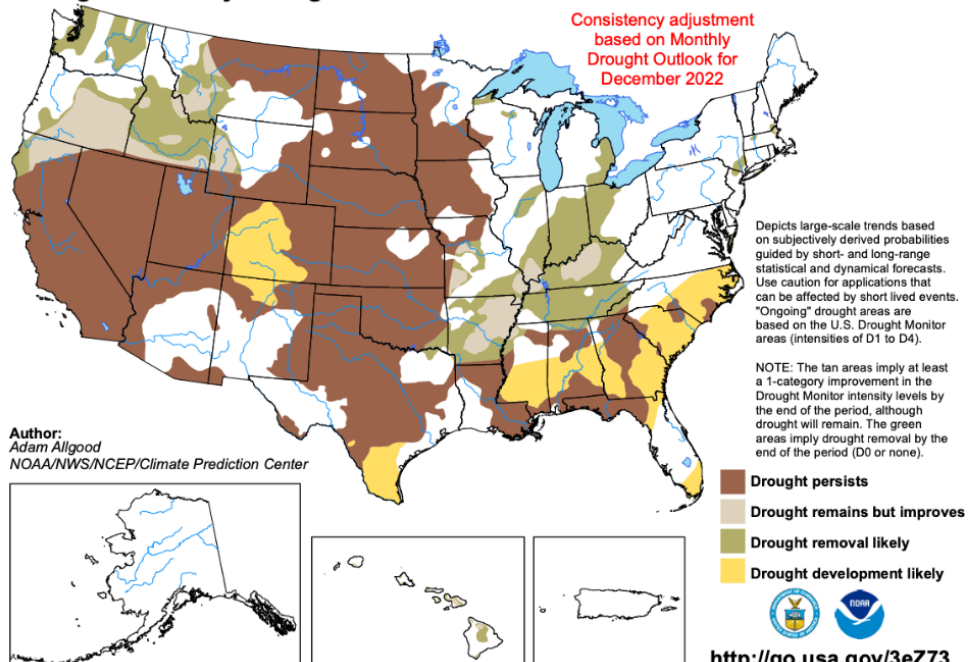 Consistency adjustment
based on Monthly
Drought Outlook for
December 2022
Depicts large-scale trends based
on subjectively derived probabilities
guided by short- and long-range
statistical and dynamical forecasts.
Use caution for applications that
can be affected by short lived events.
"Ongoing" drought areas are
based on the U.S. Drought Monitor
areas (intensities of D1 to D4).
NOTE: The tan areas imply at least
a 1-category improvement in the
Drought Monitor intensity levels by
the end of the period, although
drought will remain. The green
areas imply drought removal by the
end of the period (D0 or none).
Author:
Adam Allgood
NOAA/NWS/NCEP/Climate Prediction Center
Drought persists
Drought remains but improves
Drought removal likely
Drought development likely
NOAA
http://go.usa.gov/3eZ73